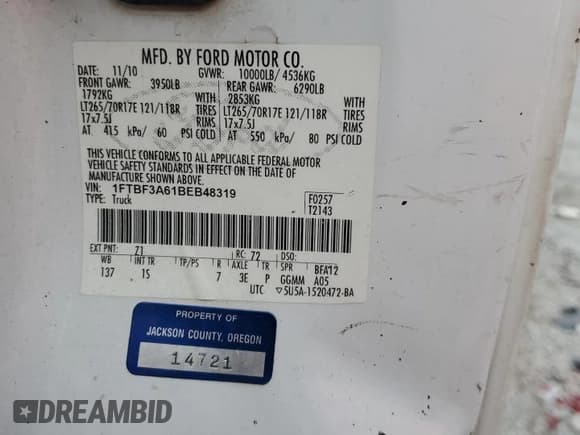 MFD. BY FORD MOTOR CO.
DATE: 11/10 GVWR: 10000LB/ 4536KG
FRONT GAWR: 3950LB REAR GAWR: 6290LB
1792KG WITH 2853KG WITH
LT265/70R17E 121/118R TIRES LT265/70R17E 121/118R TIRES
17x7.5J RIMS 17x7.5J RIMS
AT 415 kPa/ 60 PSI COLD AT 550 kPa/ 80 PSI COLD
THIS VEHICLE CONFORMS TO ALL APPLICABLE FEDERAL MOTOR
VEHICLE SAFETY STANDARDS IN EFFECT ON THE DATE OF
MANUFACTURE SHOWN ABOVE.
VIN: 1FTBF3A61BEB48319 F0257
TYPE: Truck T2143
EXT PNT: 71 RC: 72 DSO:
WB INT TR TP/PS R AXLE TR SPR BFA12
137 1S 7 3E P GGMM A05
UTC ▽5U5A-1520472-BA
PROPERTY OF
JACKSON COUNTY, OREGON
14721
DREAMBID